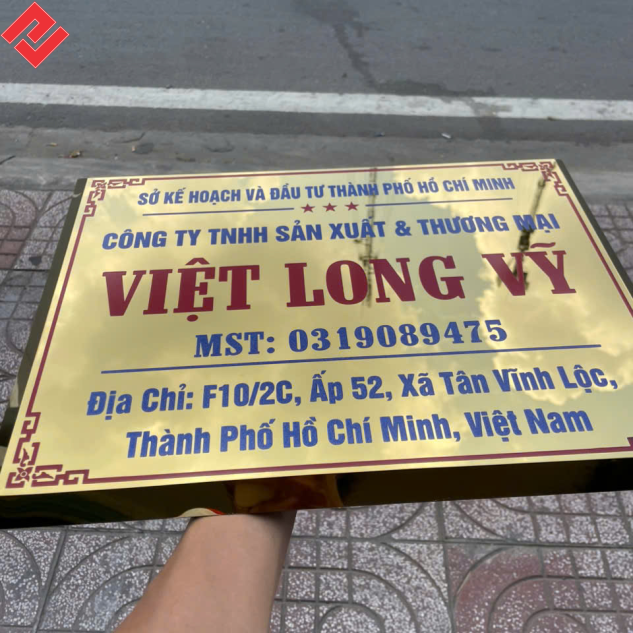 SỞ KẾ HOẠCH VÀ ĐẦU TƯ THÀNH PHỐ HỒ CHÍ MINH
CÔNG TY TNHH SẢN XUẤT & THƯƠNG MẠI
VIỆT LONG VỸ
MST: 0319089475
Địa Chỉ: F10/2C, Ấp 52, Xã Tân Vĩnh Lộc,
Thành Phố Hồ Chí Minh, Việt Nam